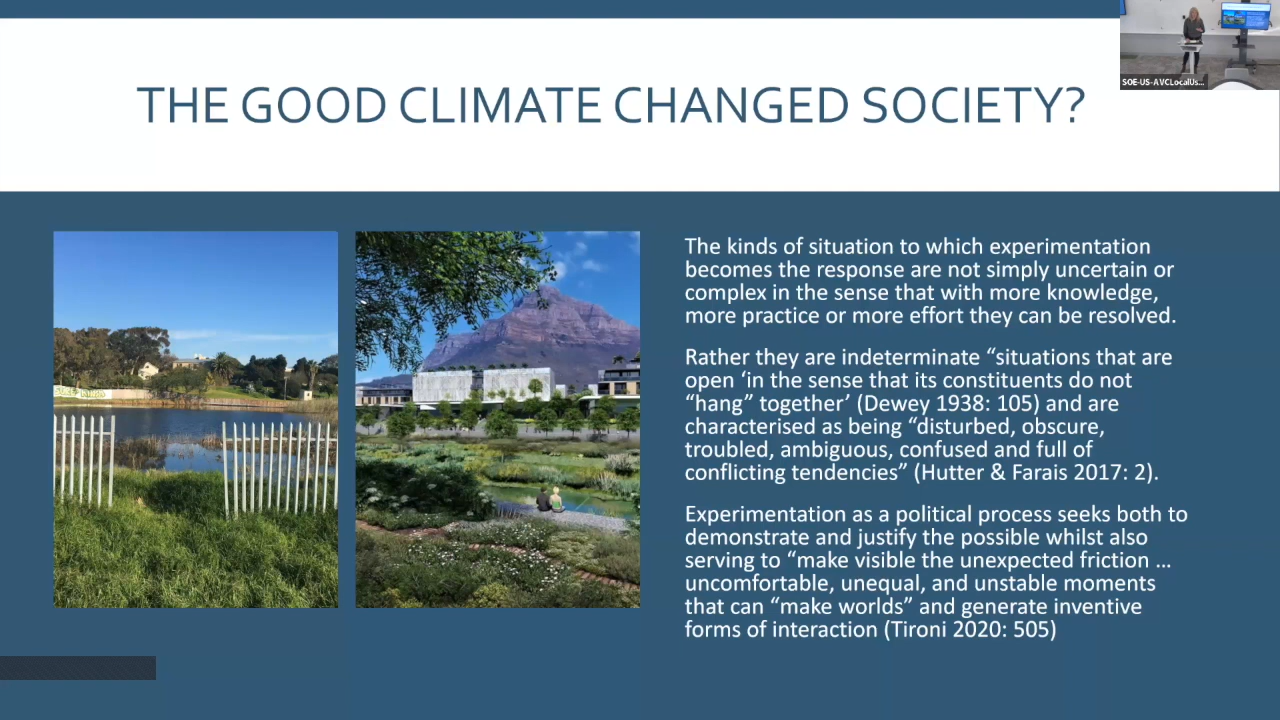 THE GOOD CLIMATE CHANGED SOCIETY?
SOE-US-AVCLocalUs...
The kinds of situation to which experimentation
becomes the response are not simply uncertain or
complex in the sense that with more knowledge,
more practice or more effort they can be resolved.
Rather they are indeterminate “situations that are
open ‘in the sense that its constituents do not
“hang” together’ (Dewey 1938: 105) and are
characterised as being “disturbed, obscure,
troubled, ambiguous, confused and full of
conflicting tendencies” (Hutter & Farais 2017: 2).
Experimentation as a political process seeks both to
demonstrate and justify the possible whilst also
serving to “make visible the unexpected friction ...
uncomfortable, unequal, and unstable moments
that can “make worlds” and generate inventive
forms of interaction (Tironi 2020: 505)